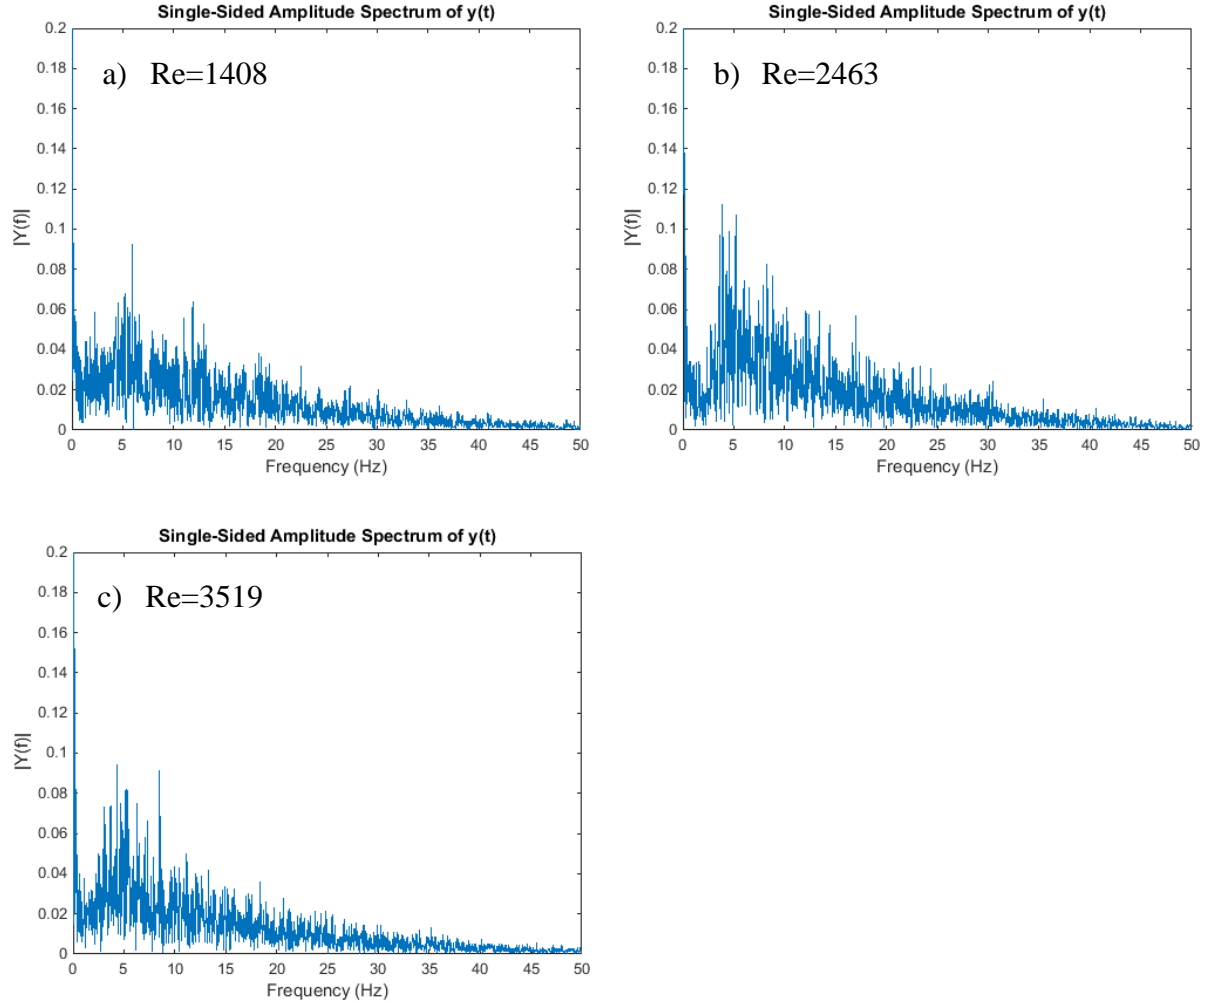 Single-Sided Amplitude Spectrum of y(t)
a) Re=1408
|Y(f)|
0.2
0.18
0.16
0.14
0.12
0.1
0.08
0.06
0.04
0.02
0
0 5 10 15 20 25 30 35 40 45 50
Frequency (Hz)
Single-Sided Amplitude Spectrum of y(t)
b) Re=2463
|Y(f)|
0.2
0.18
0.16
0.14
0.12
0.1
0.08
0.06
0.04
0.02
0
0 5 10 15 20 25 30 35 40 45 50
Frequency (Hz)
Single-Sided Amplitude Spectrum of y(t)
c) Re=3519
|Y(f)|
0.2
0.18
0.16
0.14
0.12
0.1
0.08
0.06
0.04
0.02
0
0 5 10 15 20 25 30 35 40 45 50
Frequency (Hz)